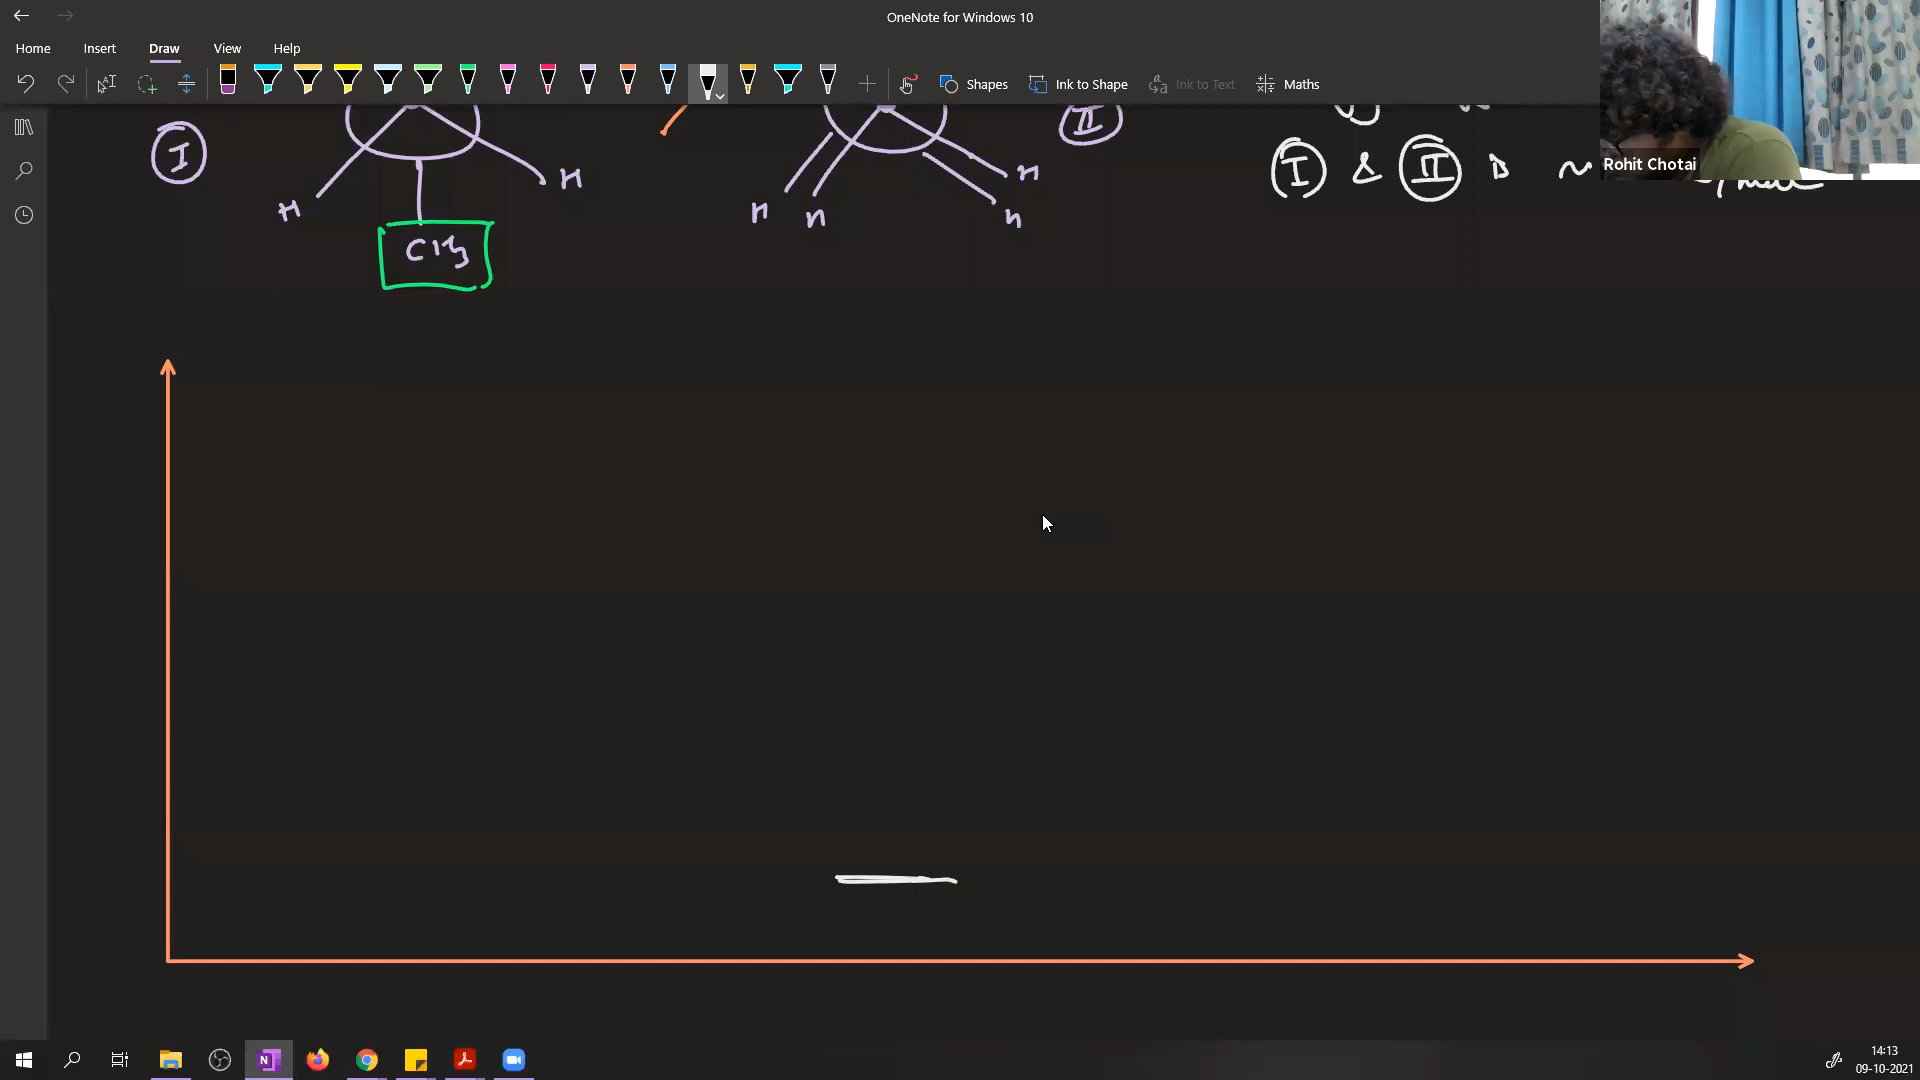 OneNote for Windows 10
Home Insert Draw View Help
Shapes Ink to Shape Ink to Text Maths
I II
I & II Rohit Chotai
H H H H
H H
CH3
14:13
09-10-2021